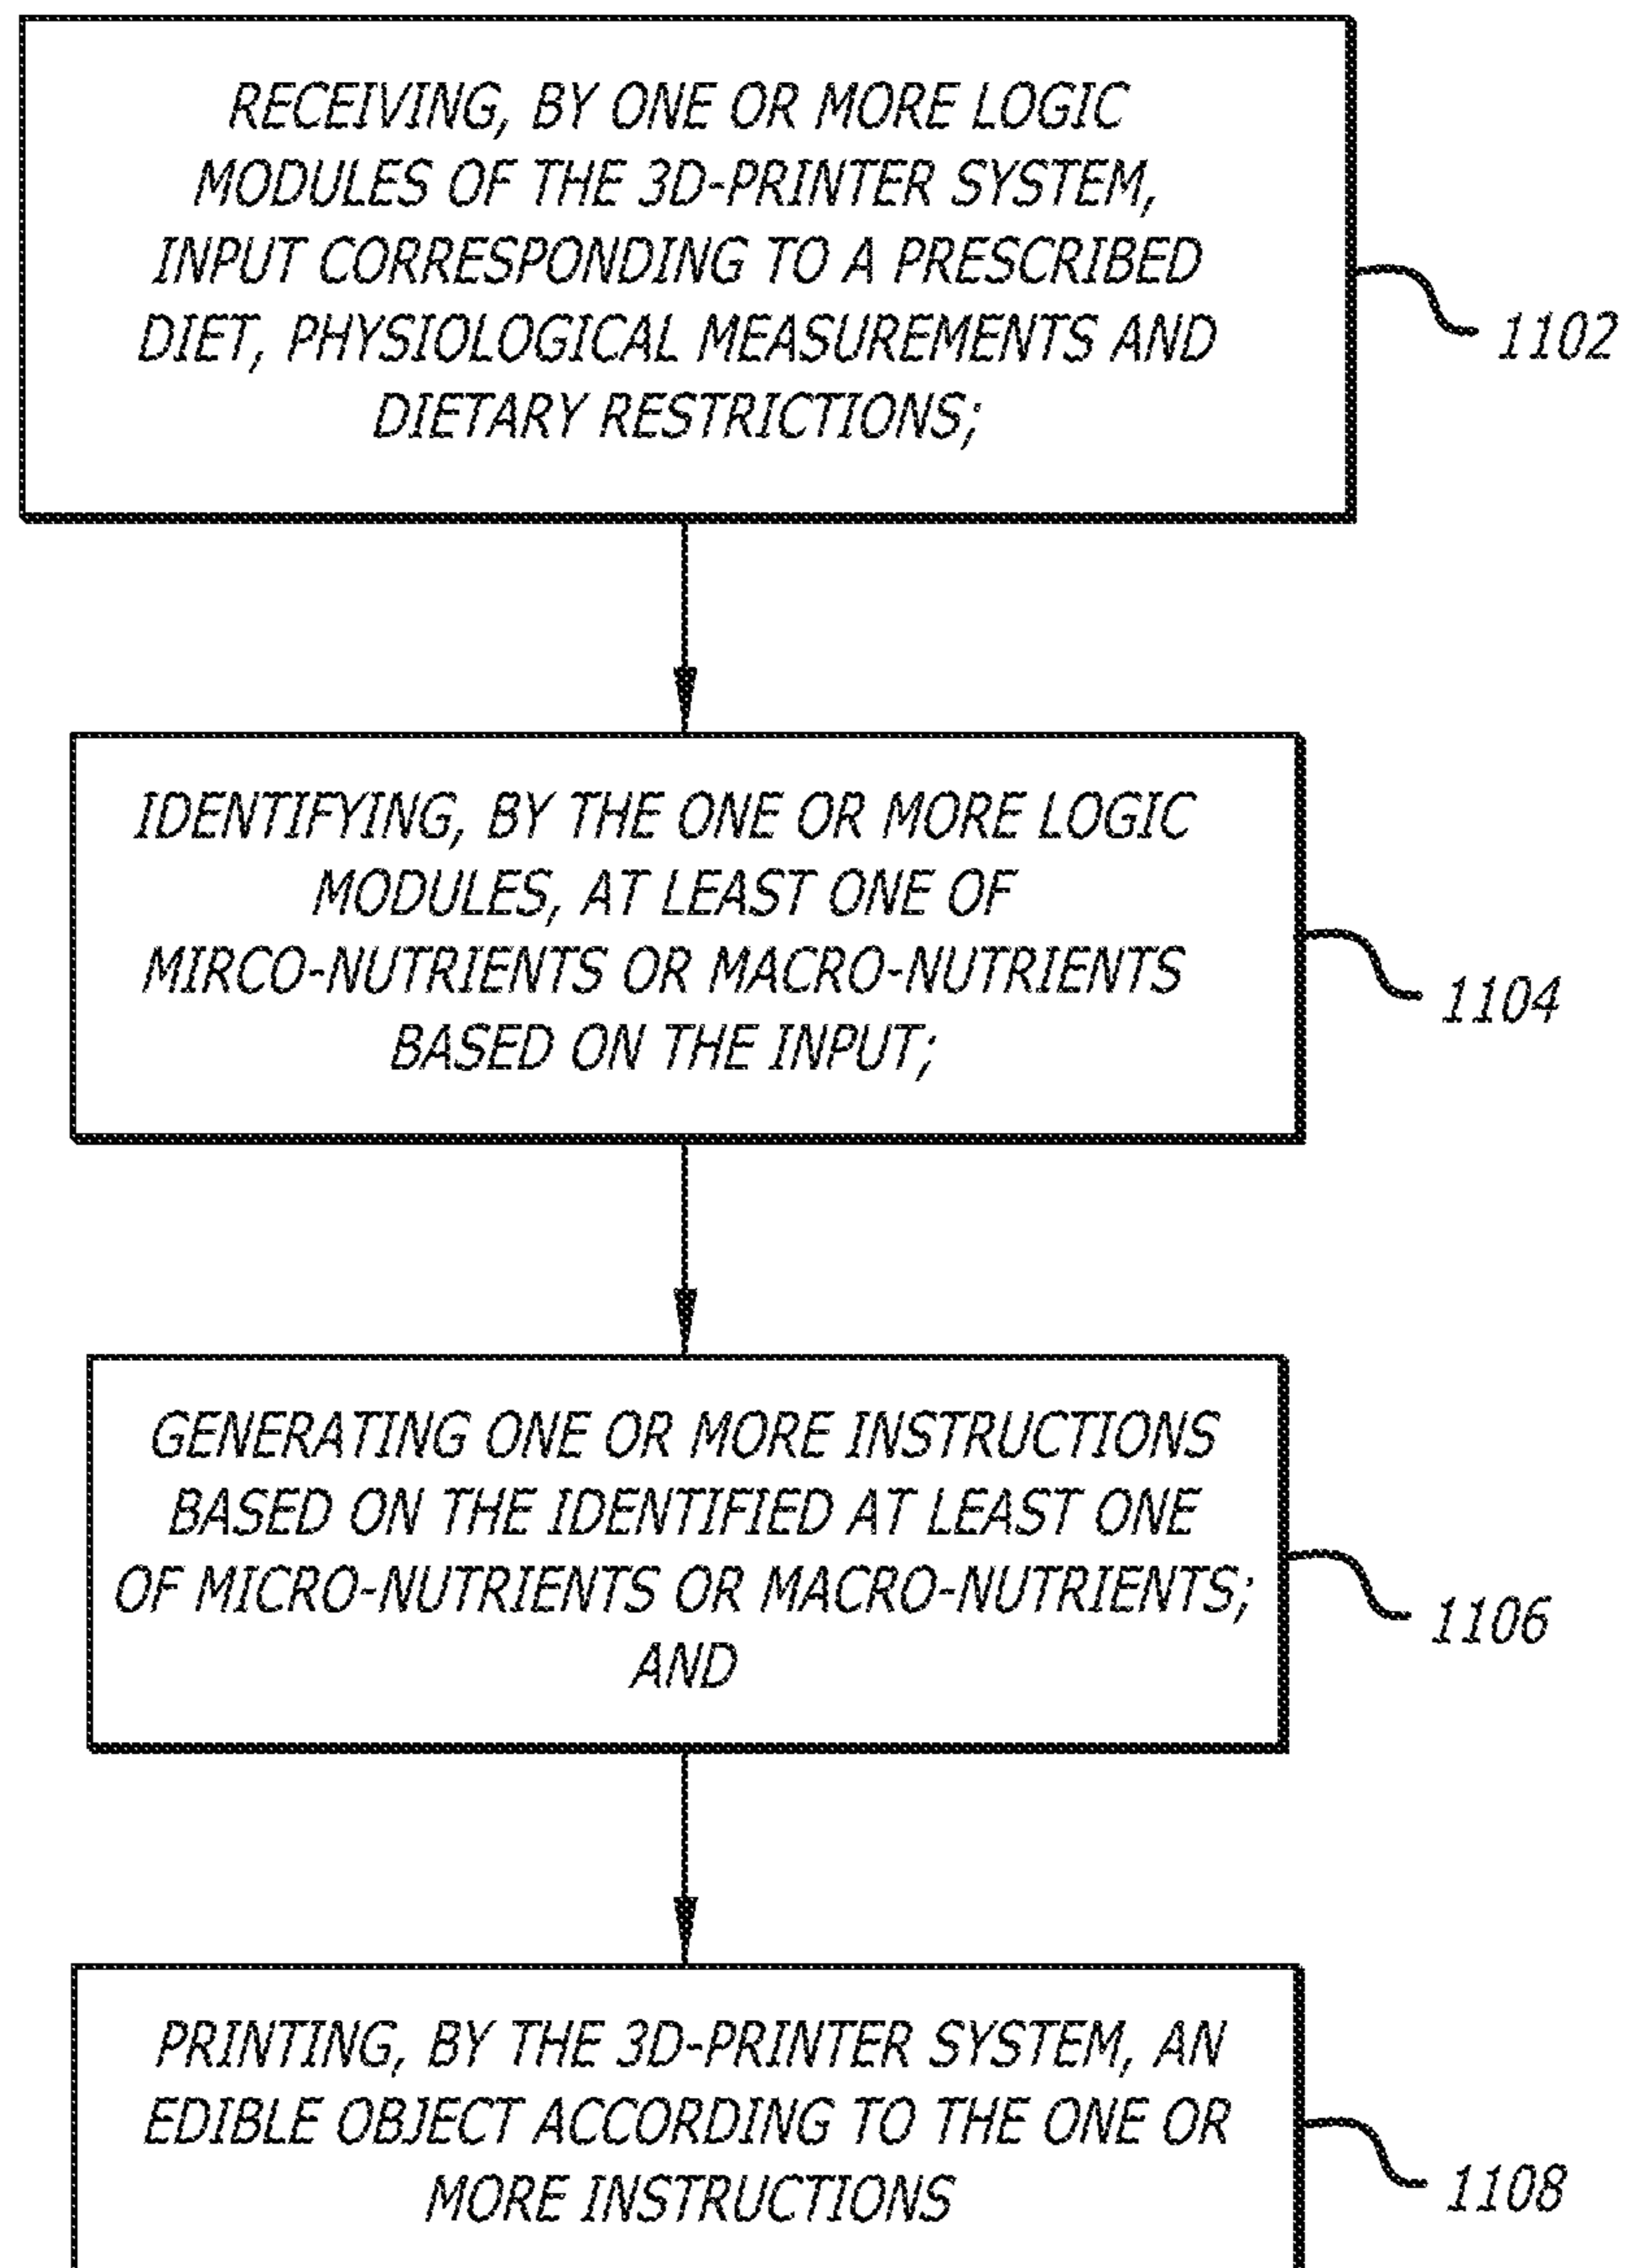 RECEIVING, BY ONE OR MORE LOGIC
MODULES OF THE 3D-PRINTER SYSTEM,
INPUT CORRESPONDING TO A PRESCRIBED
DIET, PHYSIOLOGICAL MEASUREMENTS AND
DIETARY RESTRICTIONS;
1102
IDENTIFYING, BY THE ONE OR MORE LOGIC
MODULES, AT LEAST ONE OF
MIRCO-NUTRIENTS OR MACRO-NUTRIENTS
BASED ON THE INPUT;
1104
GENERATING ONE OR MORE INSTRUCTIONS
BASED ON THE IDENTIFIED AT LEAST ONE
OF MICRO-NUTRIENTS OR MACRO-NUTRIENTS;
AND
1106
PRINTING, BY THE 3D-PRINTER SYSTEM, AN
EDIBLE OBJECT ACCORDING TO THE ONE OR
MORE INSTRUCTIONS
1108